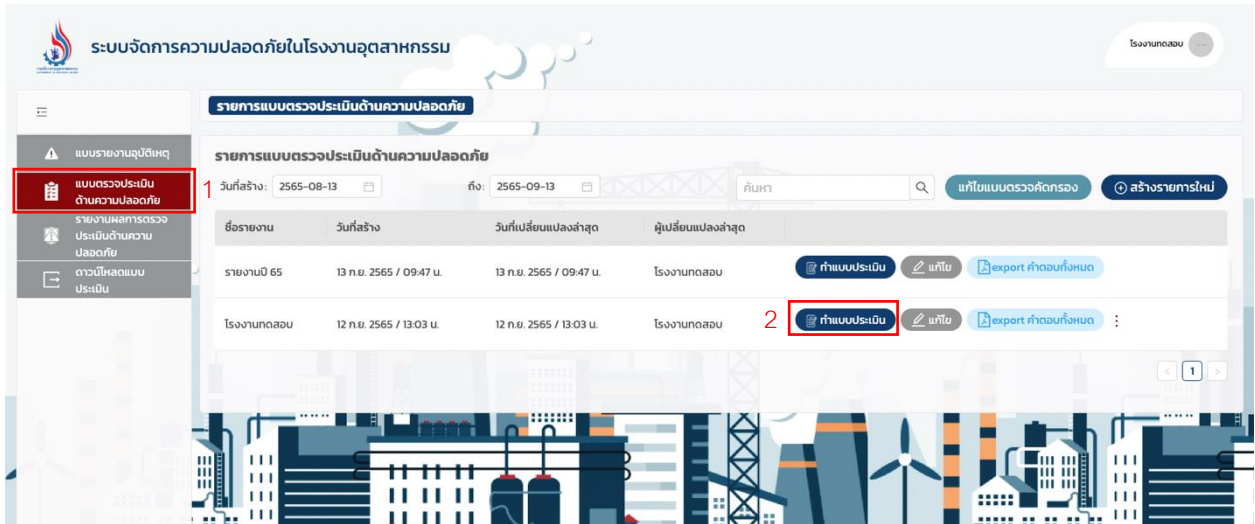 ระบบจัดการความปลอดภัยในโรงงานอุตสาหกรรม
โรงงานทดสอบ
รายการแบบตรวจประเมินด้านความปลอดภัย
แบบรายงานอุบัติเหตุ
1
แบบตรวจประเมิน
ด้านความปลอดภัย
รายงานผลการตรวจ
ประเมินด้านความ
ปลอดภัย
ดาวน์โหลดแบบ
ประเมิน
รายการแบบตรวจประเมินด้านความปลอดภัย
วันที่สร้าง: 2565-08-13 ถึง: 2565-09-13 ค้นหา แก้ไขแบบตรวจคัดกรอง สร้างรายการใหม่
ชื่อรายงาน วันที่สร้าง วันที่เปลี่ยนแปลงล่าสุด ผู้เปลี่ยนแปลงล่าสุด
รายงานปี 65 13 ก.ย. 2565 / 09:47 น. 13 ก.ย. 2565 / 09:47 น. โรงงานทดสอบ ทำแบบประเมิน แก้ไข export คำตอบทั้งหมด
โรงงานทดสอบ 12 ก.ย. 2565 / 13:03 น. 12 ก.ย. 2565 / 13:03 น. โรงงานทดสอบ 2 ทำแบบประเมิน แก้ไข export คำตอบทั้งหมด
< 1 >